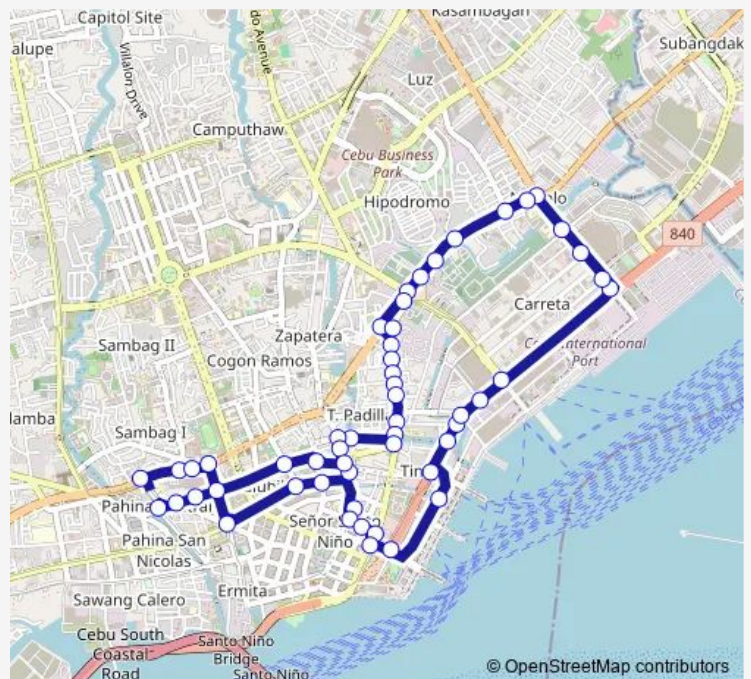 Kasambagan
Capitol Site
alupe
Villalon Drive
do Avenue
Subangdak
Luz
Camputhaw
Cebu Business
Park
Hipodromo
840
Carreta
International
Port
Zapatera
Sambag II
Cogon Ramos
lamba
T. Padilla
Sambag I
Pahina
Señor
Niño
Pahina San
Nicolas
Ermita
Sawang Calero
Cebu South
Coastal
Road
Santo Niño
Bridge
Santo Niño
© OpenStreetMap contributors